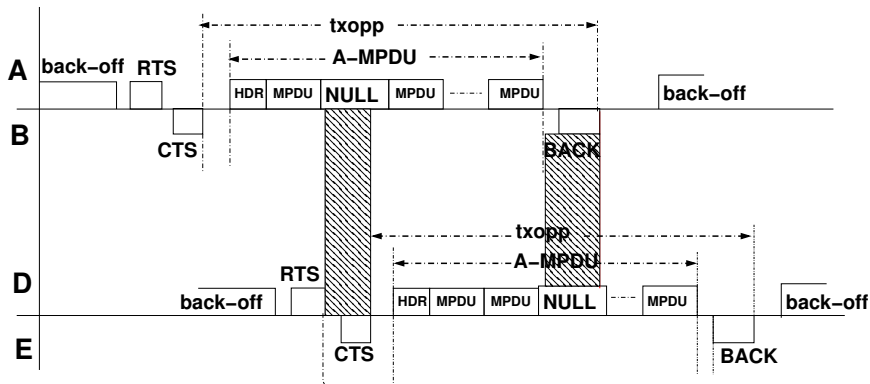 txopp
A–MPDU
A
back–off
RTS
HDR
MPDU
NULL
MPDU
MPDU
back–off
B
CTS
BACK
txopp
A–MPDU
D
back–off
RTS
HDR
MPDU
MPDU
NULL
MPDU
back–off
E
CTS
BACK